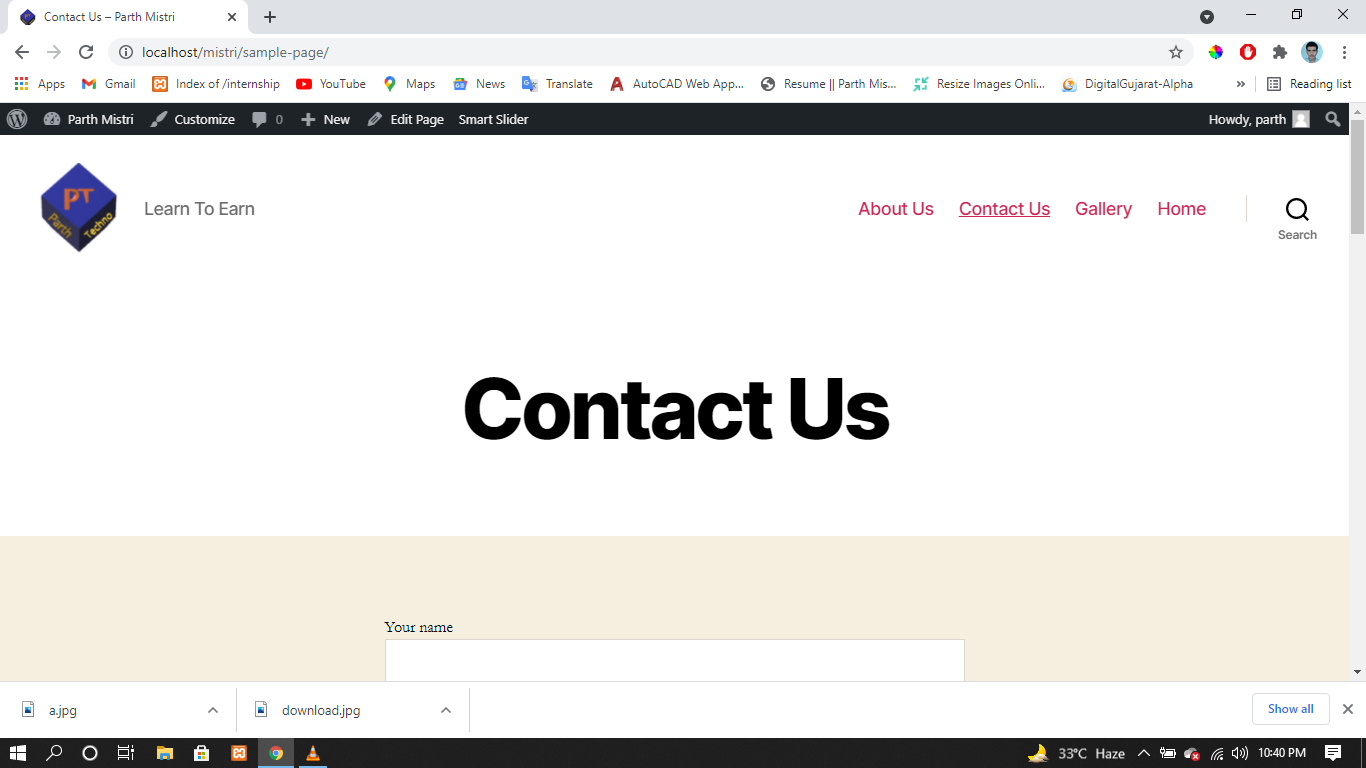 Contact Us – Parth Mistri
localhost/mistri/sample-page/
Apps Gmail Index of /internship YouTube Maps News Translate AutoCAD Web App... Resume || Parth Mis... Resize Images Onli... DigitalGujarat-Alpha » Reading list
Parth Mistri Customize 0 New Edit Page Smart Slider Howdy, parth
PT
Parth Techno
Learn To Earn
About Us Contact Us Gallery Home
Search
Contact Us
Your name
a.jpg download.jpg Show all
33°C Haze 10:40 PM